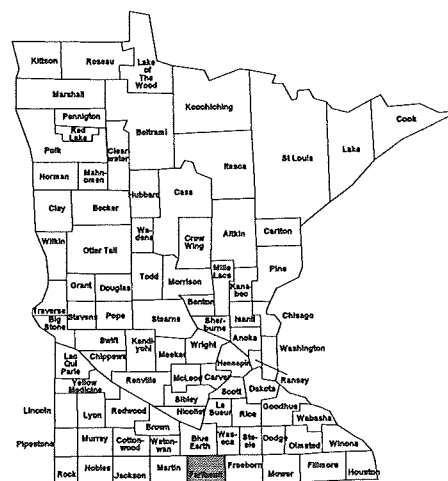 Kittson
Roseau
Lake
of
The
Wood
Marshall
Koochiching
Pennington
Red
Lake
Beltrami
Cook
Lake
St Louis
Polk
Clear-
water
Itasca
Norman
Mahn-
omen
Hubbard
Cass
Clay
Becker
Wa-
dena
Crow
Wing
Aitkin
Carlton
Wilkin
Otter Tail
Pine
Mille
Lacs
Kana-
bec
Grant
Douglas
Todd
Morrison
Benton
Traverse
Big
Stone
Stevens
Pope
Stearns
Sher-
burne
Isanti
Chisago
Anoka
Swift
Kandi-
yohi
Wright
Washington
Lac
Qui
Parle
Chippewa
Meeker
Hennepin
Ramsey
Yellow
Medicine
Renville
McLeod
Carver
Dakota
Scott
Sibley
Lincoln
Lyon
Redwood
Nicollet
Le
Sueur
Rice
Goodhue
Wabasha
Brown
Pipestone
Murray
Cotton-
wood
Waton-
wan
Blue
Earth
Was-
eca
Ste-
ele
Dodge
Olmsted
Winona
Rock
Nobles
Jackson
Martin
Faribault
Freeborn
Mower
Fillmore
Houston